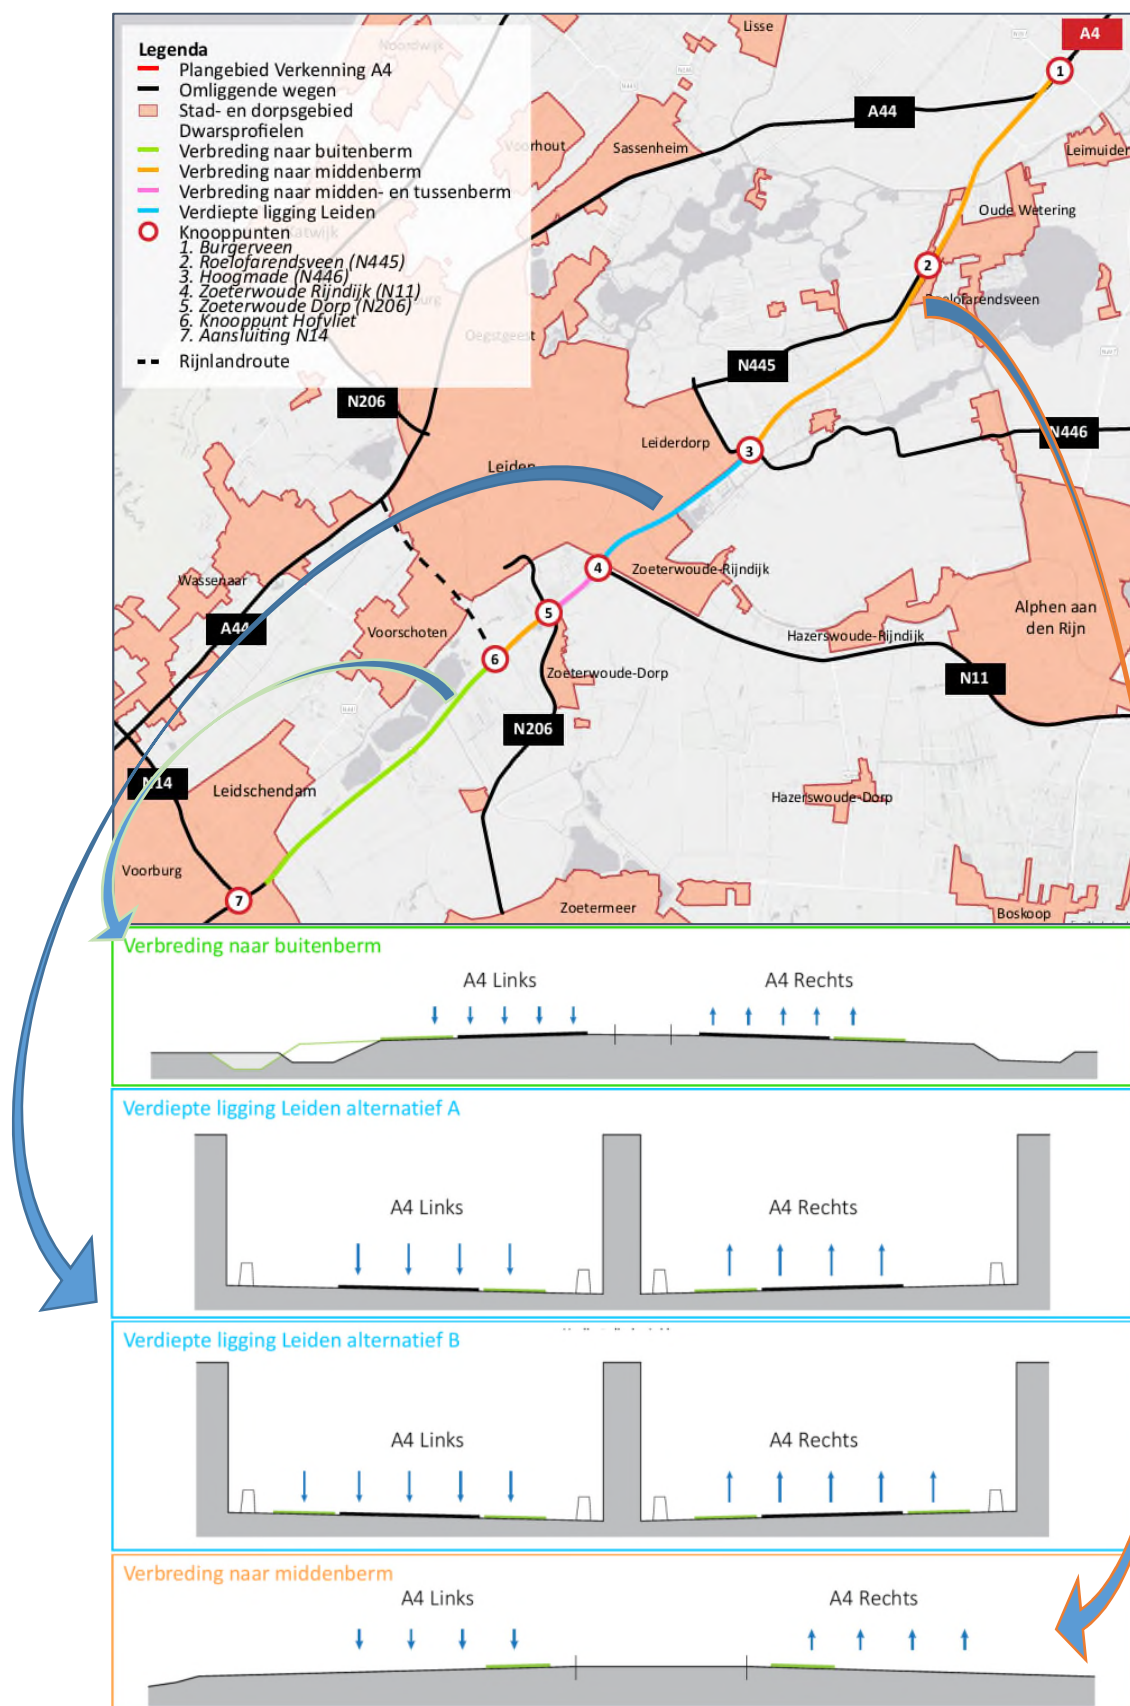 Legenda
Plangebied Verkenning A4
Omliggende wegen
Stad- en dorpsgebied
Dwarsprofielen
Verbreding naar buitenberm
Verbreding naar middenberm
Verbreding naar midden- en tussenberm
Verdiepte ligging Leiden
Knooppunten
1. Burgerveen
2. Roelofarendsveen (N445)
3. Hoogmade (N446)
4. Zoeterwoude Rijndijk (N11)
5. Zoeterwoude Dorp (N206)
6. Knooppunt Hofvliet
7. Aansluiting N14
Rijnlandroute
Noordwijk
Lisse
A4
1
A44
Voorhout
Sassenheim
Leimuiden
Oude Wetering
Katwijk
2
Roelofarendsveen
Oegstgeest
N445
N206
N446
Leiderdorp
3
Leiden
4
Zoeterwoude-Rijndijk
Wassenaar
5
Alphen aan
den Rijn
A44
Voorschoten
Hazerswoude-Rijndijk
6
Zoeterwoude-Dorp
N11
N206
N14
Leidschendam
Hazerswoude-Dorp
Voorburg
7
Zoetermeer
Boskoop
Verbreding naar buitenberm
A4 Links
A4 Rechts
Verdiepte ligging Leiden alternatief A
A4 Links
A4 Rechts
Verdiepte ligging Leiden alternatief B
A4 Links
A4 Rechts
Verbreding naar middenberm
A4 Links
A4 Rechts